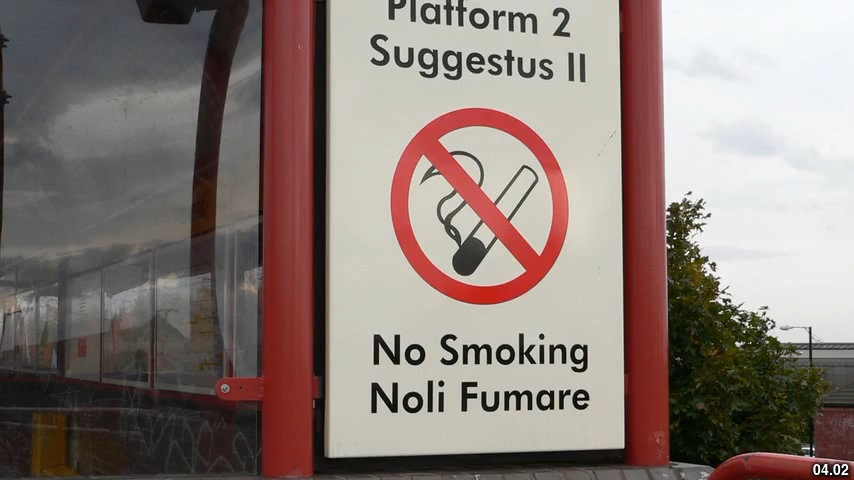 Platform 2
Suggestus II
No Smoking
Noli Fumare
04.02